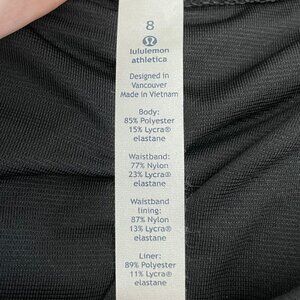 8
lululemon
athletica
Designed in
Vancouver
Made in Vietnam
Body:
85% Polyester
15% Lycra®
elastane
Waistband:
77% Nylon
23% Lycra®
elastane
Waistband
lining:
87% Nylon
13% Lycra®
elastane
Liner:
89% Polyester
11% Lycra®
elastane